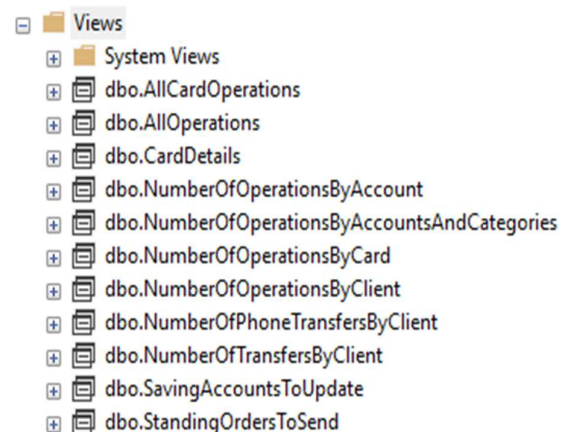 Views
System Views
dbo.AllCardOperations
dbo.AllOperations
dbo.CardDetails
dbo.NumberOfOperationsByAccount
dbo.NumberOfOperationsByAccountsAndCategories
dbo.NumberOfOperationsByCard
dbo.NumberOfOperationsByClient
dbo.NumberOfPhoneTransfersByClient
dbo.NumberOfTransfersByClient
dbo.SavingAccountsToUpdate
dbo.StandingOrdersToSend